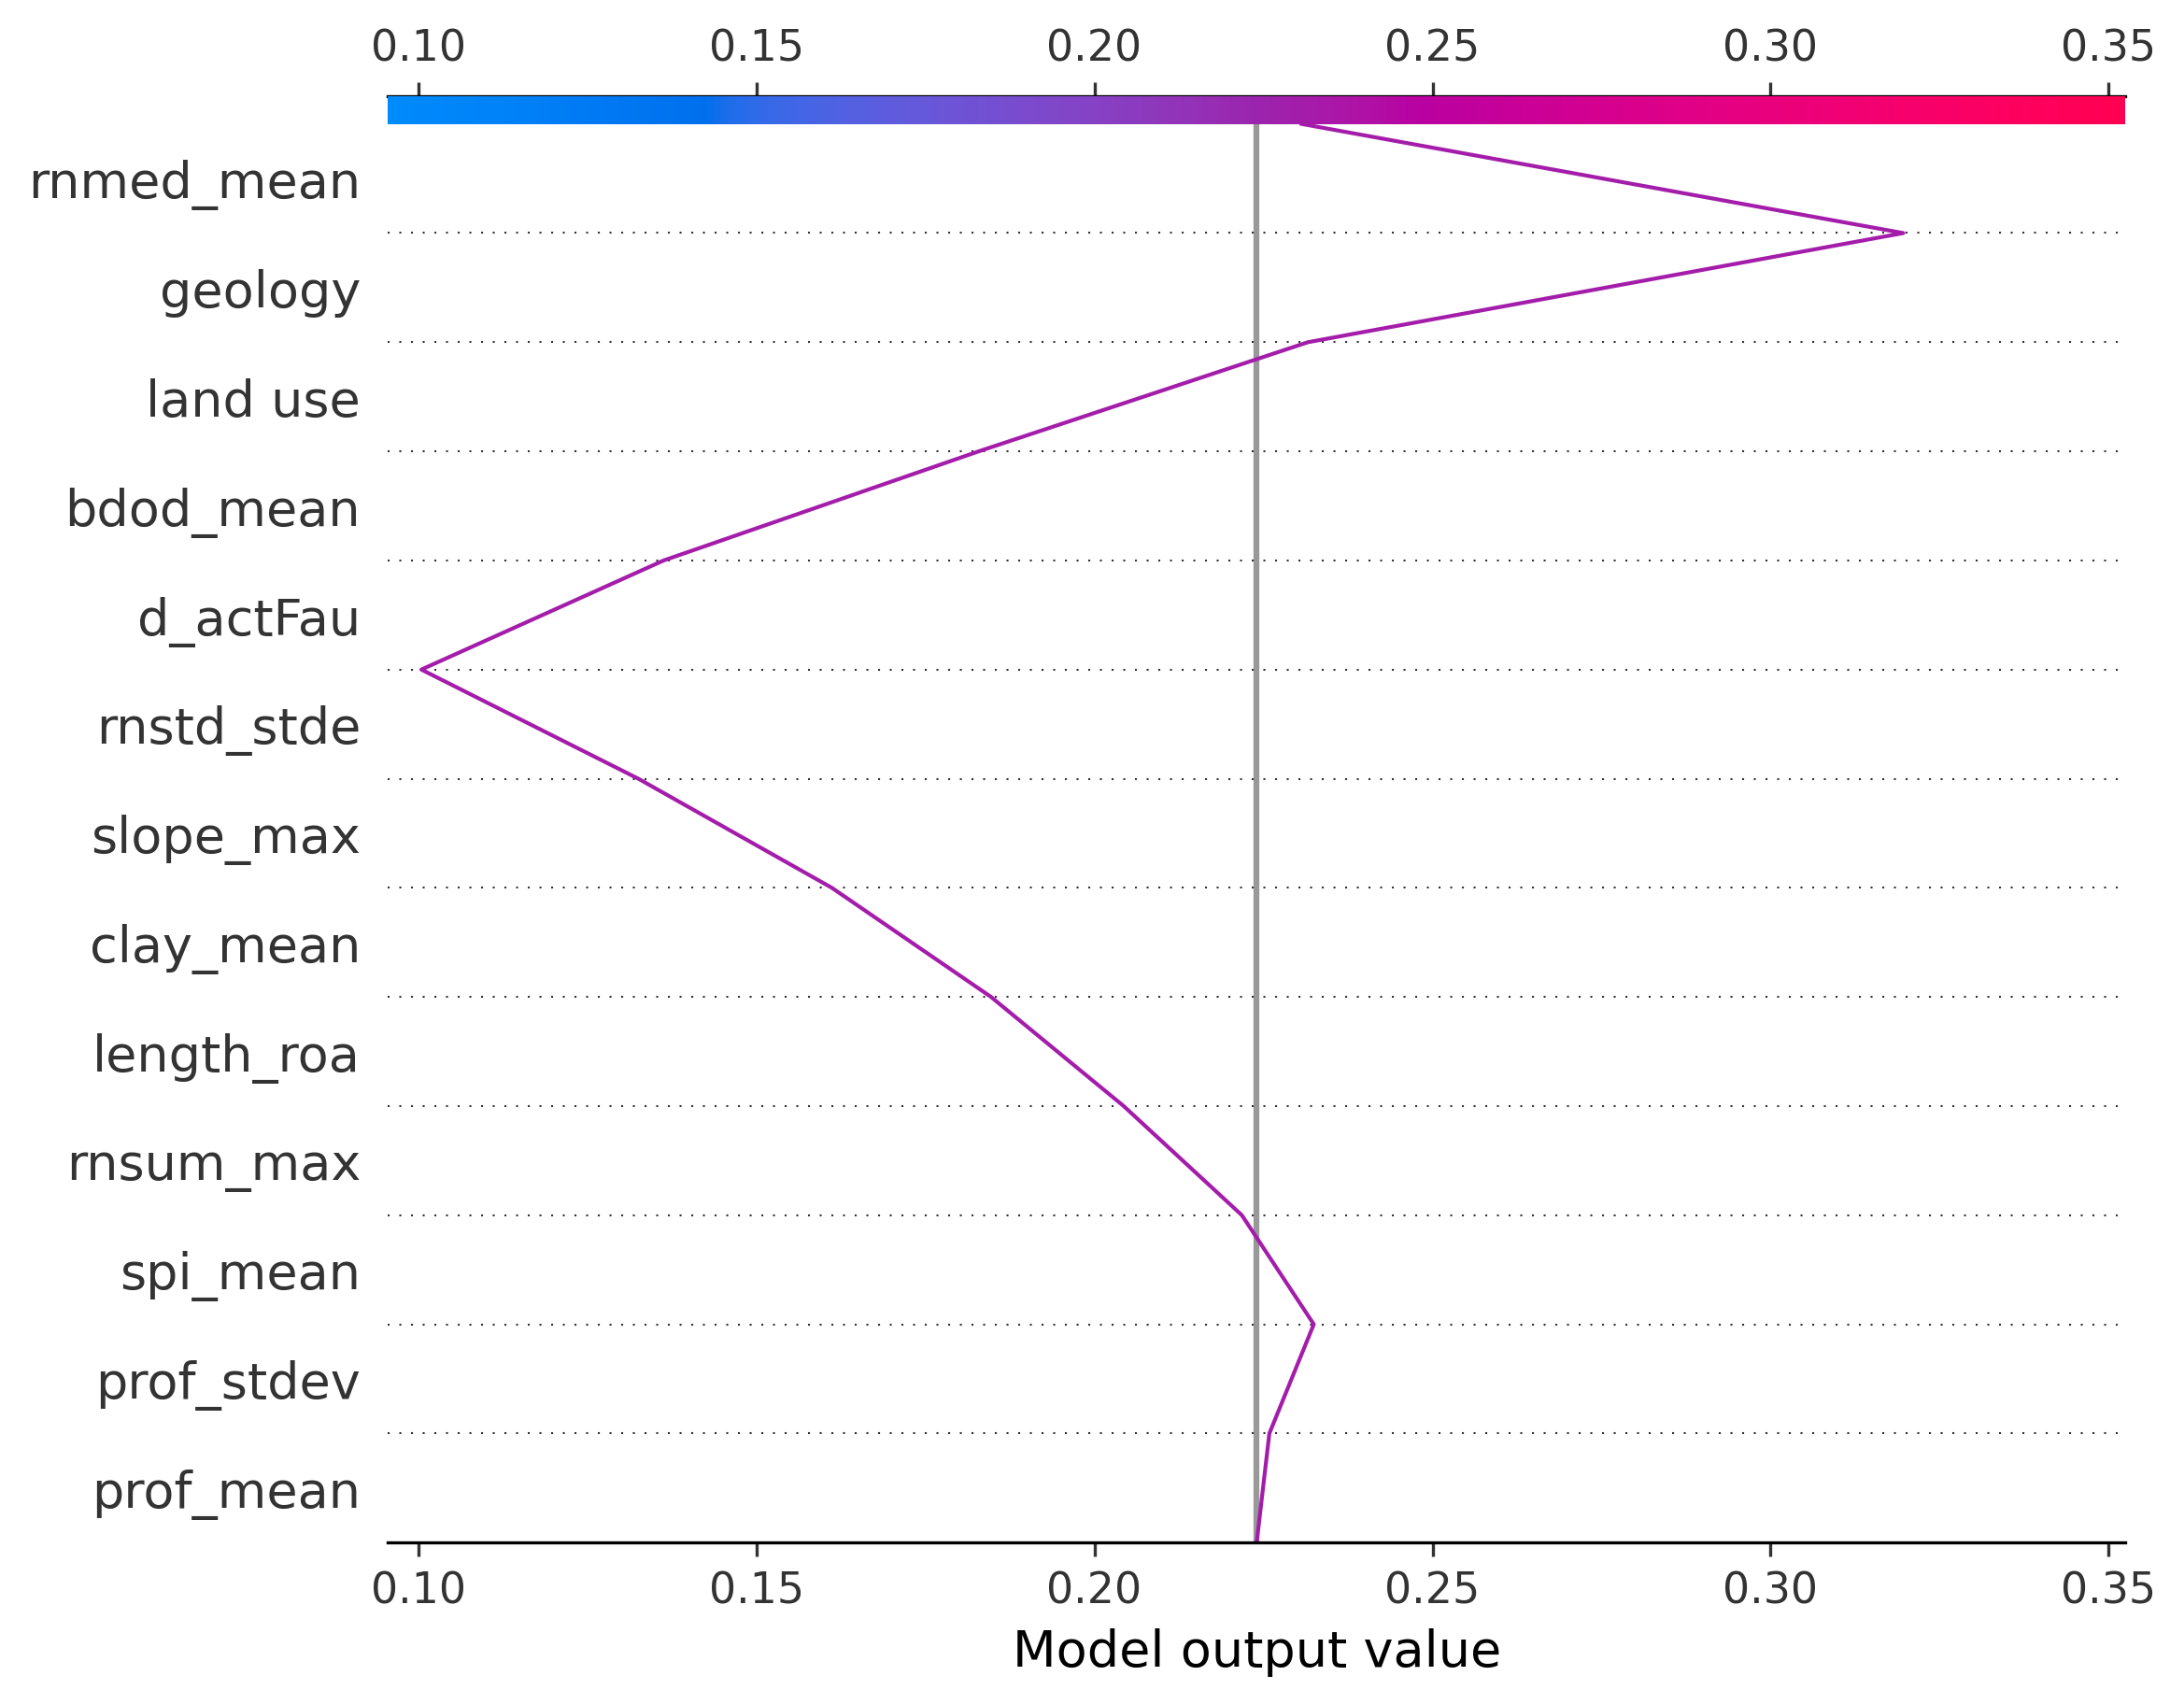 0.10 0.15 0.20 0.25 0.30 0.35
rnmed_mean
geology
land use
bdod_mean
d_actFau
rnstd_stde
slope_max
clay_mean
length_roa
rnsum_max
spi_mean
prof_stdev
prof_mean
0.10 0.15 0.20 0.25 0.30 0.35
Model output value